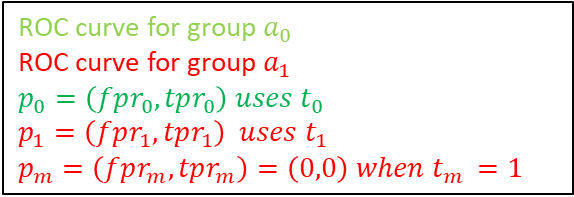 ROC curve for group a₀
ROC curve for group a₁
p₀ = (fpr₀, tpr₀) uses t₀
p₁ = (fpr₁, tpr₁) uses t₁
pₘ = (fprₘ, tprₘ) = (0,0) when tₘ = 1